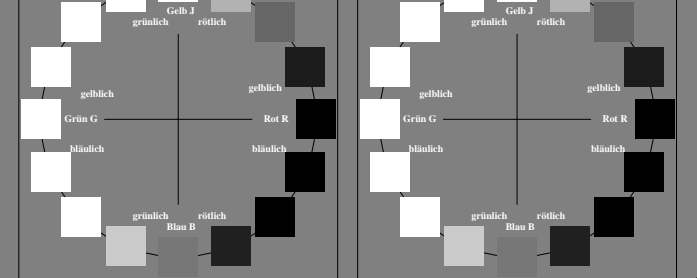 Gelb J
grünlich rötlich
gelblich gelblich
Grün G Rot R
bläulich bläulich
grünlich rötlich
Blau B
Gelb J
grünlich rötlich
gelblich gelblich
Grün G Rot R
bläulich bläulich
grünlich rötlich
Blau B